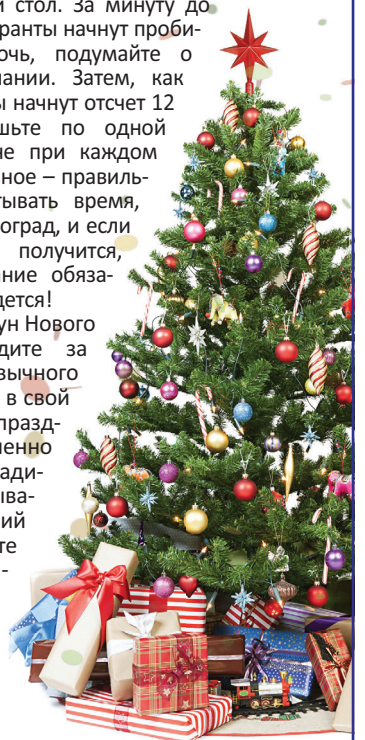 й стол. За минуту до
ранты начнут проби-
очь, подумайте о
ании. Затем, как
ы начнут отсчет 12
шьте по одной
не при каждом
ное – правиль-
тывать время,
оград, и если
получится,
ние обяза-
дется!
ун Нового
дите за
вычного
в свой
празд-
енно
ади-
ыва-
ий
те
-